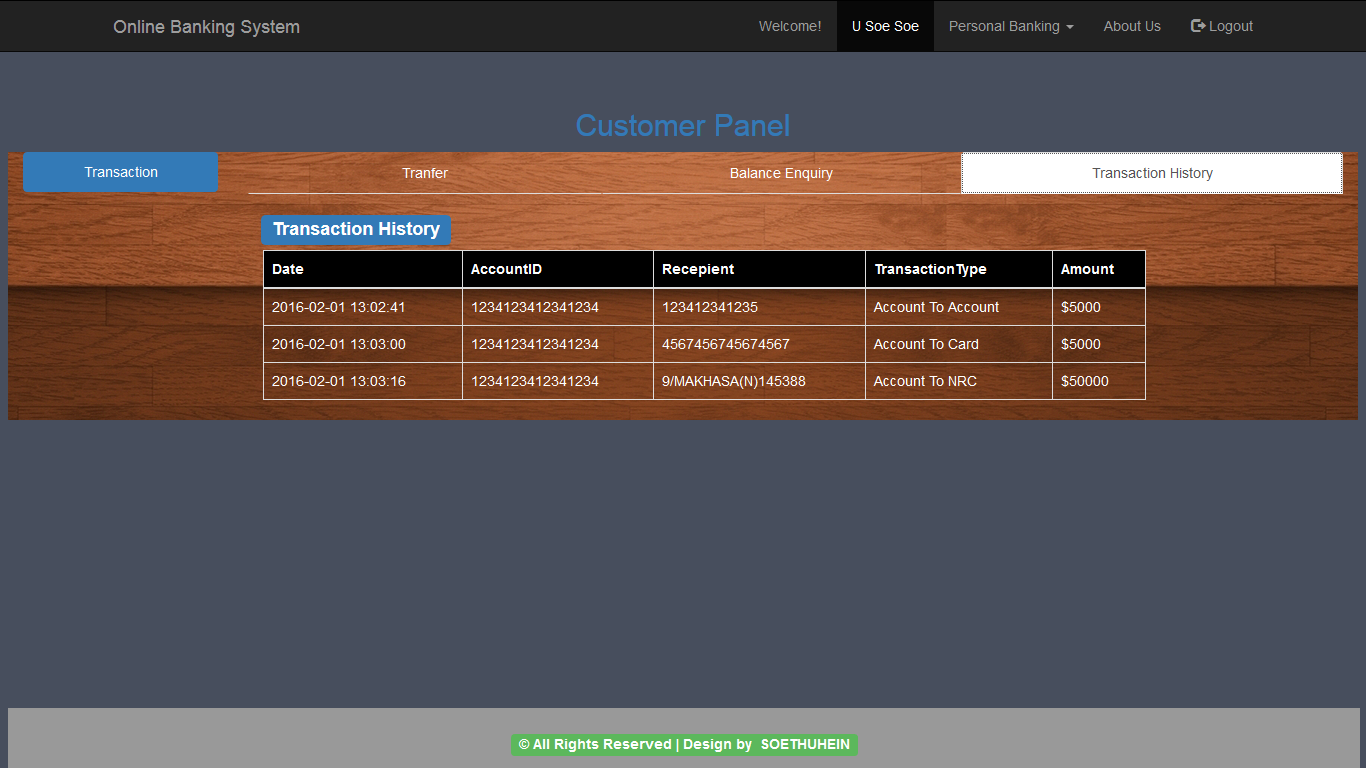 Online Banking System Welcome! U Soe Soe Personal Banking About Us Logout
Customer Panel
Transaction Tranfer Balance Enquiry Transaction History
Transaction History
Date AccountID Recepient TransactionType Amount
2016-02-01 13:02:41 1234123412341234 123412341235 Account To Account $5000
2016-02-01 13:03:00 1234123412341234 4567456745674567 Account To Card $5000
2016-02-01 13:03:16 1234123412341234 9/MAKHASA(N)145388 Account To NRC $50000
© All Rights Reserved | Design by SOETHUHEIN